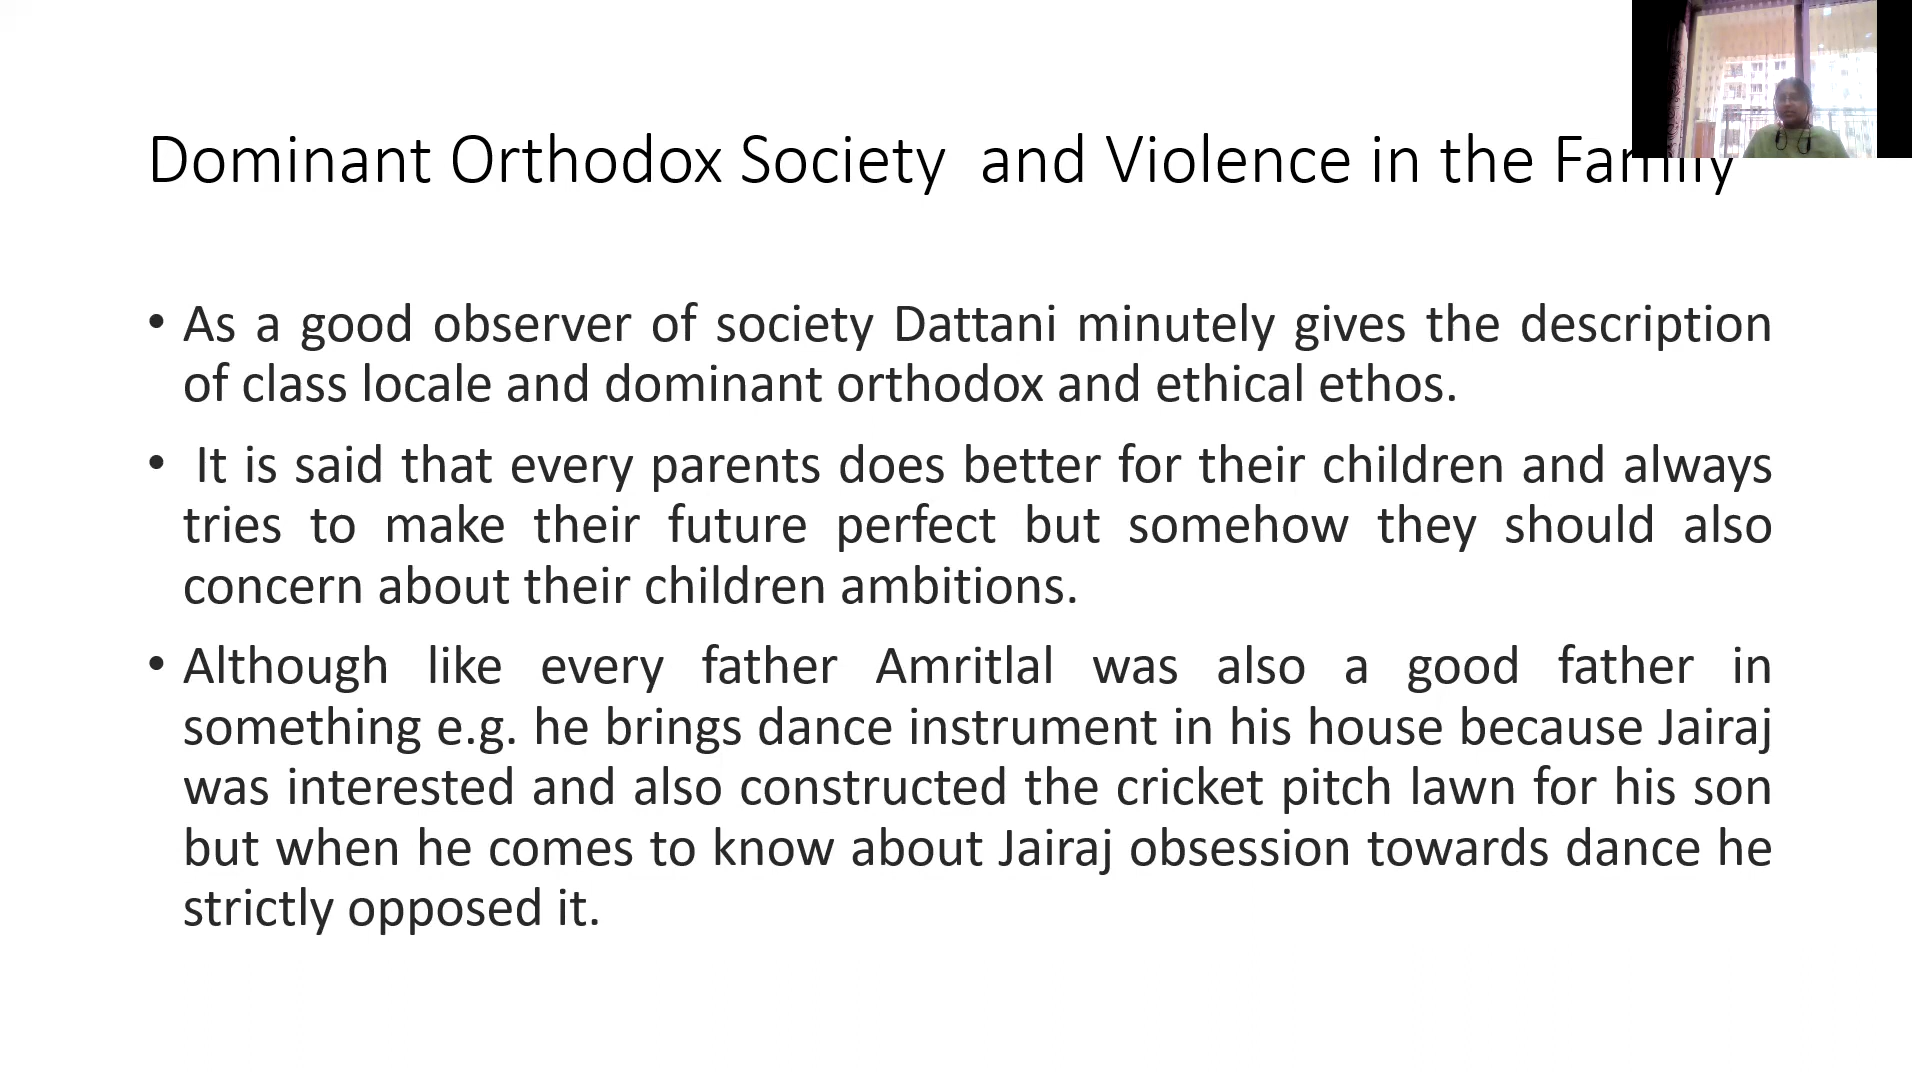 Dominant Orthodox Society and Violence in the Family
• As a good observer of society Dattani minutely gives the description
of class locale and dominant orthodox and ethical ethos.
• It is said that every parents does better for their children and always
tries to make their future perfect but somehow they should also
concern about their children ambitions.
• Although like every father Amritlal was also a good father in
something e.g. he brings dance instrument in his house because Jairaj
was interested and also constructed the cricket pitch lawn for his son
but when he comes to know about Jairaj obsession towards dance he
strictly opposed it.